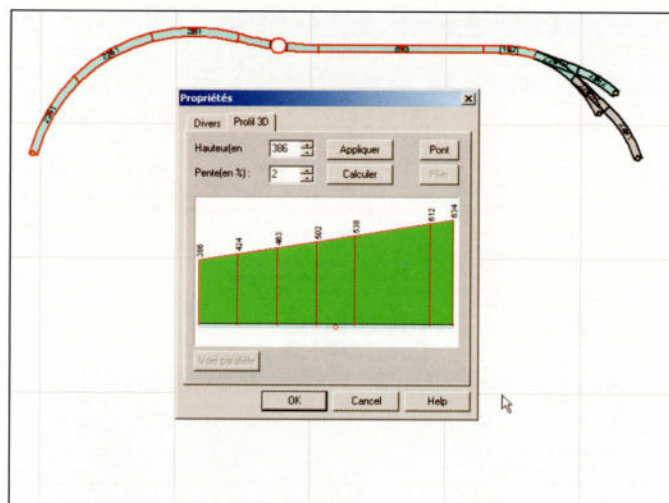 Propriétés
Divers Profil 3D
Hauteur(en 386 Appliquer Pont
Pente(en %) : 2 Calculer Pilier
386 424 463 502 538 612 634
Voie parallèle
OK Cancel Help